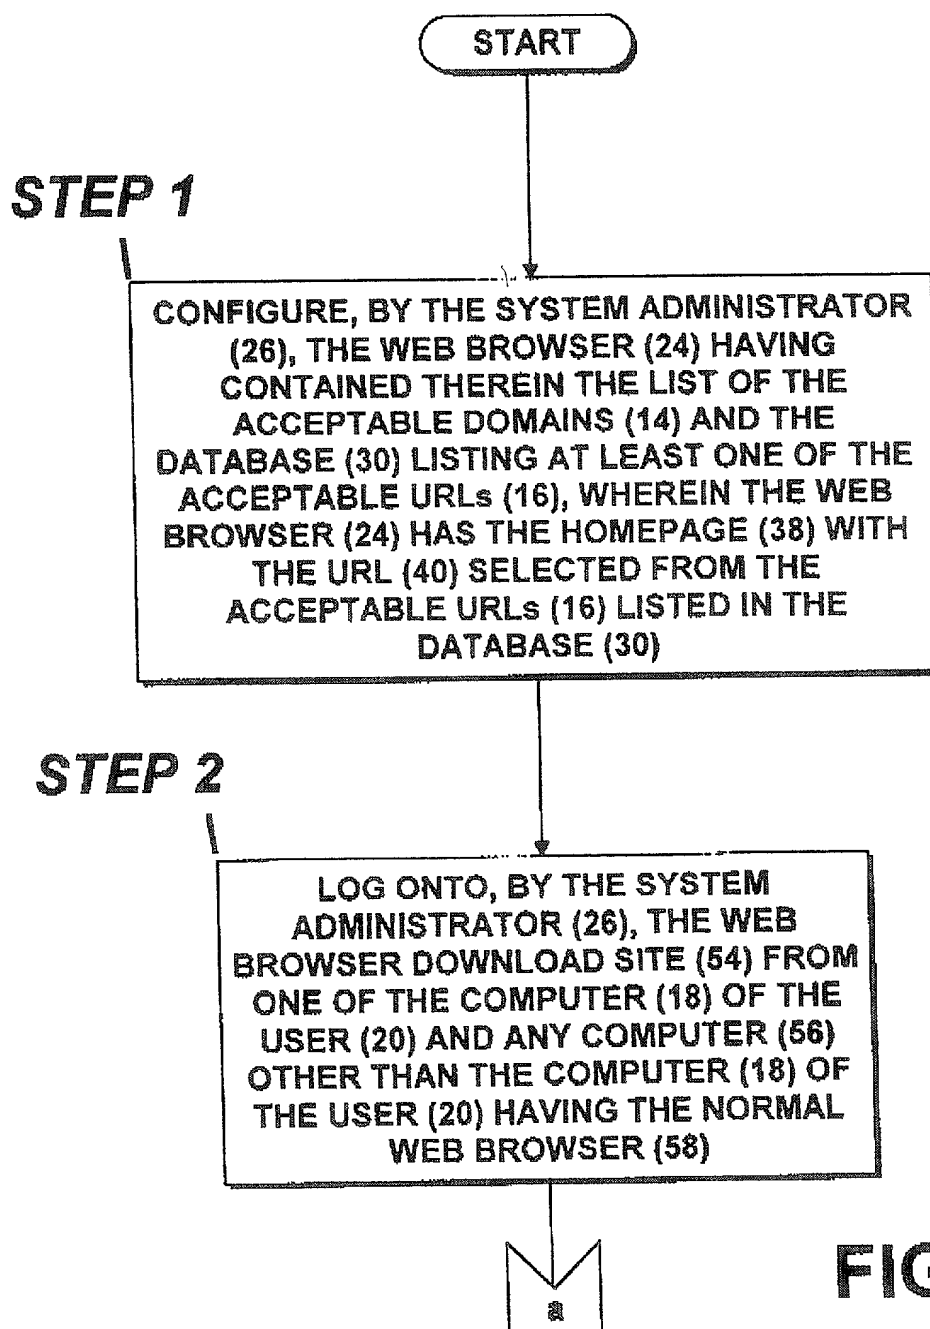 START
STEP 1
CONFIGURE, BY THE SYSTEM ADMINISTRATOR
(26), THE WEB BROWSER (24) HAVING
CONTAINED THEREIN THE LIST OF THE
ACCEPTABLE DOMAINS (14) AND THE
DATABASE (30) LISTING AT LEAST ONE OF THE
ACCEPTABLE URLs (16), WHEREIN THE WEB
BROWSER (24) HAS THE HOMEPAGE (38) WITH
THE URL (40) SELECTED FROM THE
ACCEPTABLE URLs (16) LISTED IN THE
DATABASE (30)
STEP 2
LOG ONTO, BY THE SYSTEM
ADMINISTRATOR (26), THE WEB
BROWSER DOWNLOAD SITE (54) FROM
ONE OF THE COMPUTER (18) OF THE
USER (20) AND ANY COMPUTER (56)
OTHER THAN THE COMPUTER (18) OF
THE USER (20) HAVING THE NORMAL
WEB BROWSER (58)
a
FIG